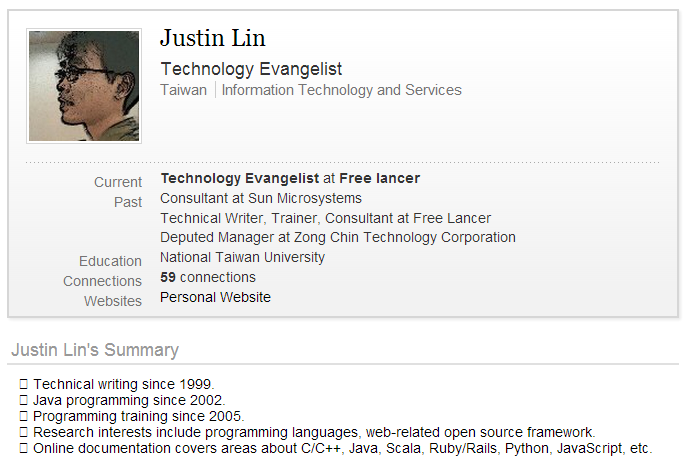 Justin Lin
Technology Evangelist
Taiwan | Information Technology and Services
Current Technology Evangelist at Free lancer
Past Consultant at Sun Microsystems
Technical Writer, Trainer, Consultant at Free Lancer
Deputed Manager at Zong Chin Technology Corporation
Education National Taiwan University
Connections 59 connections
Websites Personal Website
Justin Lin's Summary
Technical writing since 1999.
Java programming since 2002.
Programming training since 2005.
Research interests include programming languages, web-related open source framework.
Online documentation covers areas about C/C++, Java, Scala, Ruby/Rails, Python, JavaScript, etc.